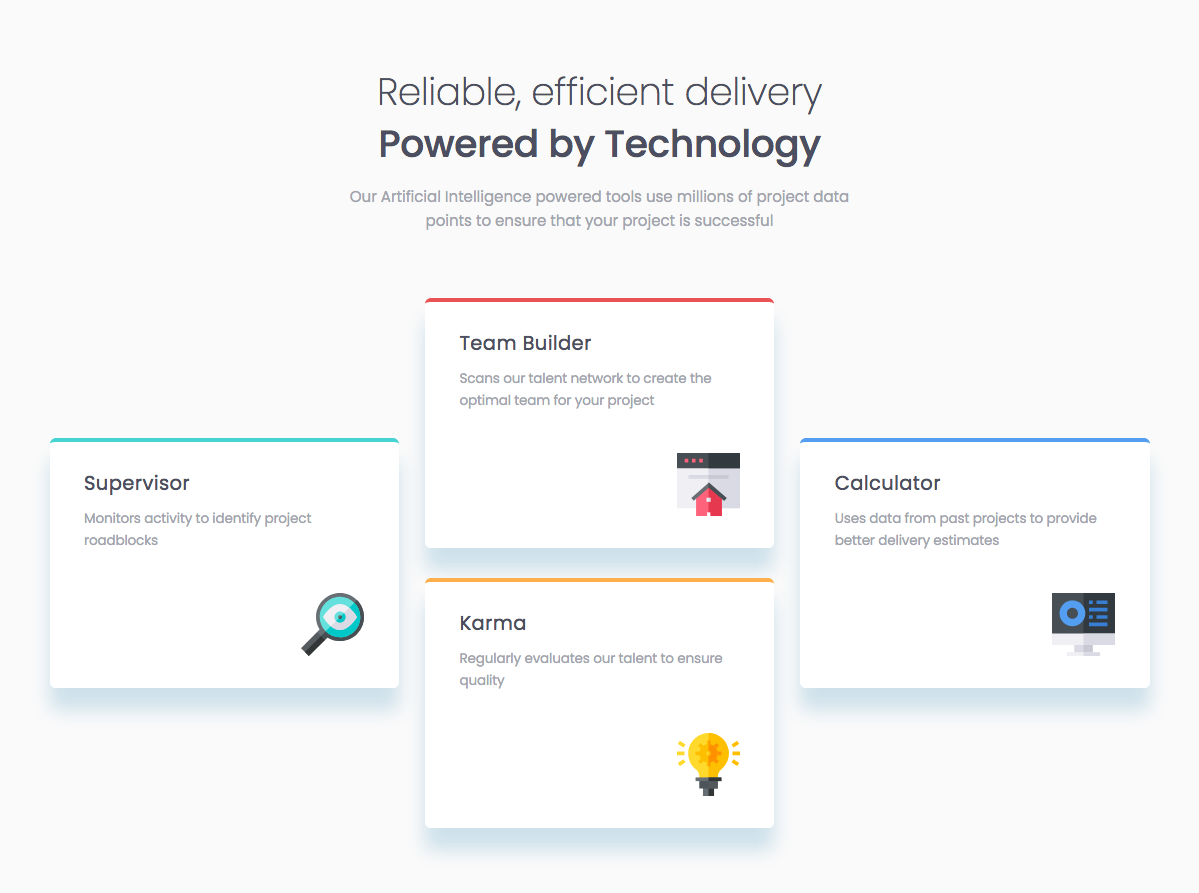 Reliable, efficient delivery
Powered by Technology
Our Artificial Intelligence powered tools use millions of project data
points to ensure that your project is successful
Team Builder
Scans our talent network to create the
optimal team for your project
Supervisor
Monitors activity to identify project
roadblocks
Calculator
Uses data from past projects to provide
better delivery estimates
Karma
Regularly evaluates our talent to ensure
quality